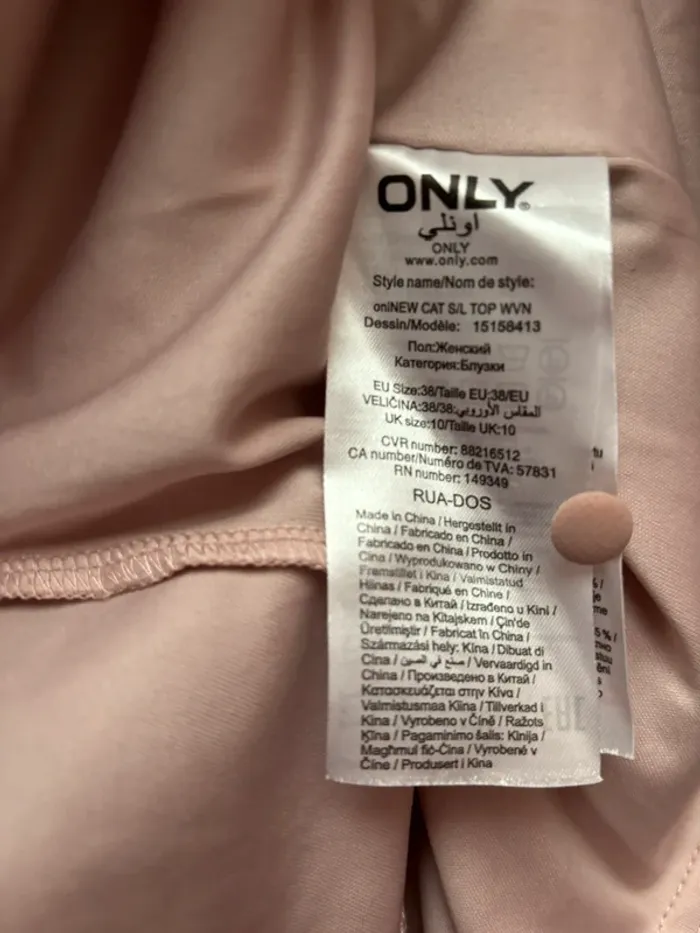 ONLY®
اونلي
ONLY
www.only.com
Style name/Nom de style:
onlNEW CAT S/L TOP WVN
Dessin/Modèle: 15158413
Пол:Женский
Категория:Блузки
EU Size:38/Taille EU:38/EU
VELIČINA:38/38:المقاس الأوروبي
UK size:10/Taille UK:10
CVR number: 88216512
CA number/Numéro de TVA: 57831
RN number: 149349
RUA-DOS
Made in China / Hergestellt in
China / Fabricado en China /
Fabricado em China / Prodotto in
Cina / Wyprodukowano w Chiny /
Fremstillet i Kina / Valmistatud
Hiinas / Fabriqué en Chine /
Сделано в Китай / Izrađeno u Kini /
Narejeno na Kitajskem / Çin'de
Üretilmiştir / Fabricat în China /
Származási hely: Kína / Dibuat di
Cina / صنع في الصين / Vervaardigd in
China / Произведено в Китай /
Κατασκευάζεται στην Κίνα /
Valmistusmaa Kiina / Tillverkad i
Kina / Vyrobeno v Číně / Ražots
Ķīna / Pagaminimo šalis: Kinija /
Magħmul fiċ-Ċina / Vyrobené v
Číne / Produsert i Kina